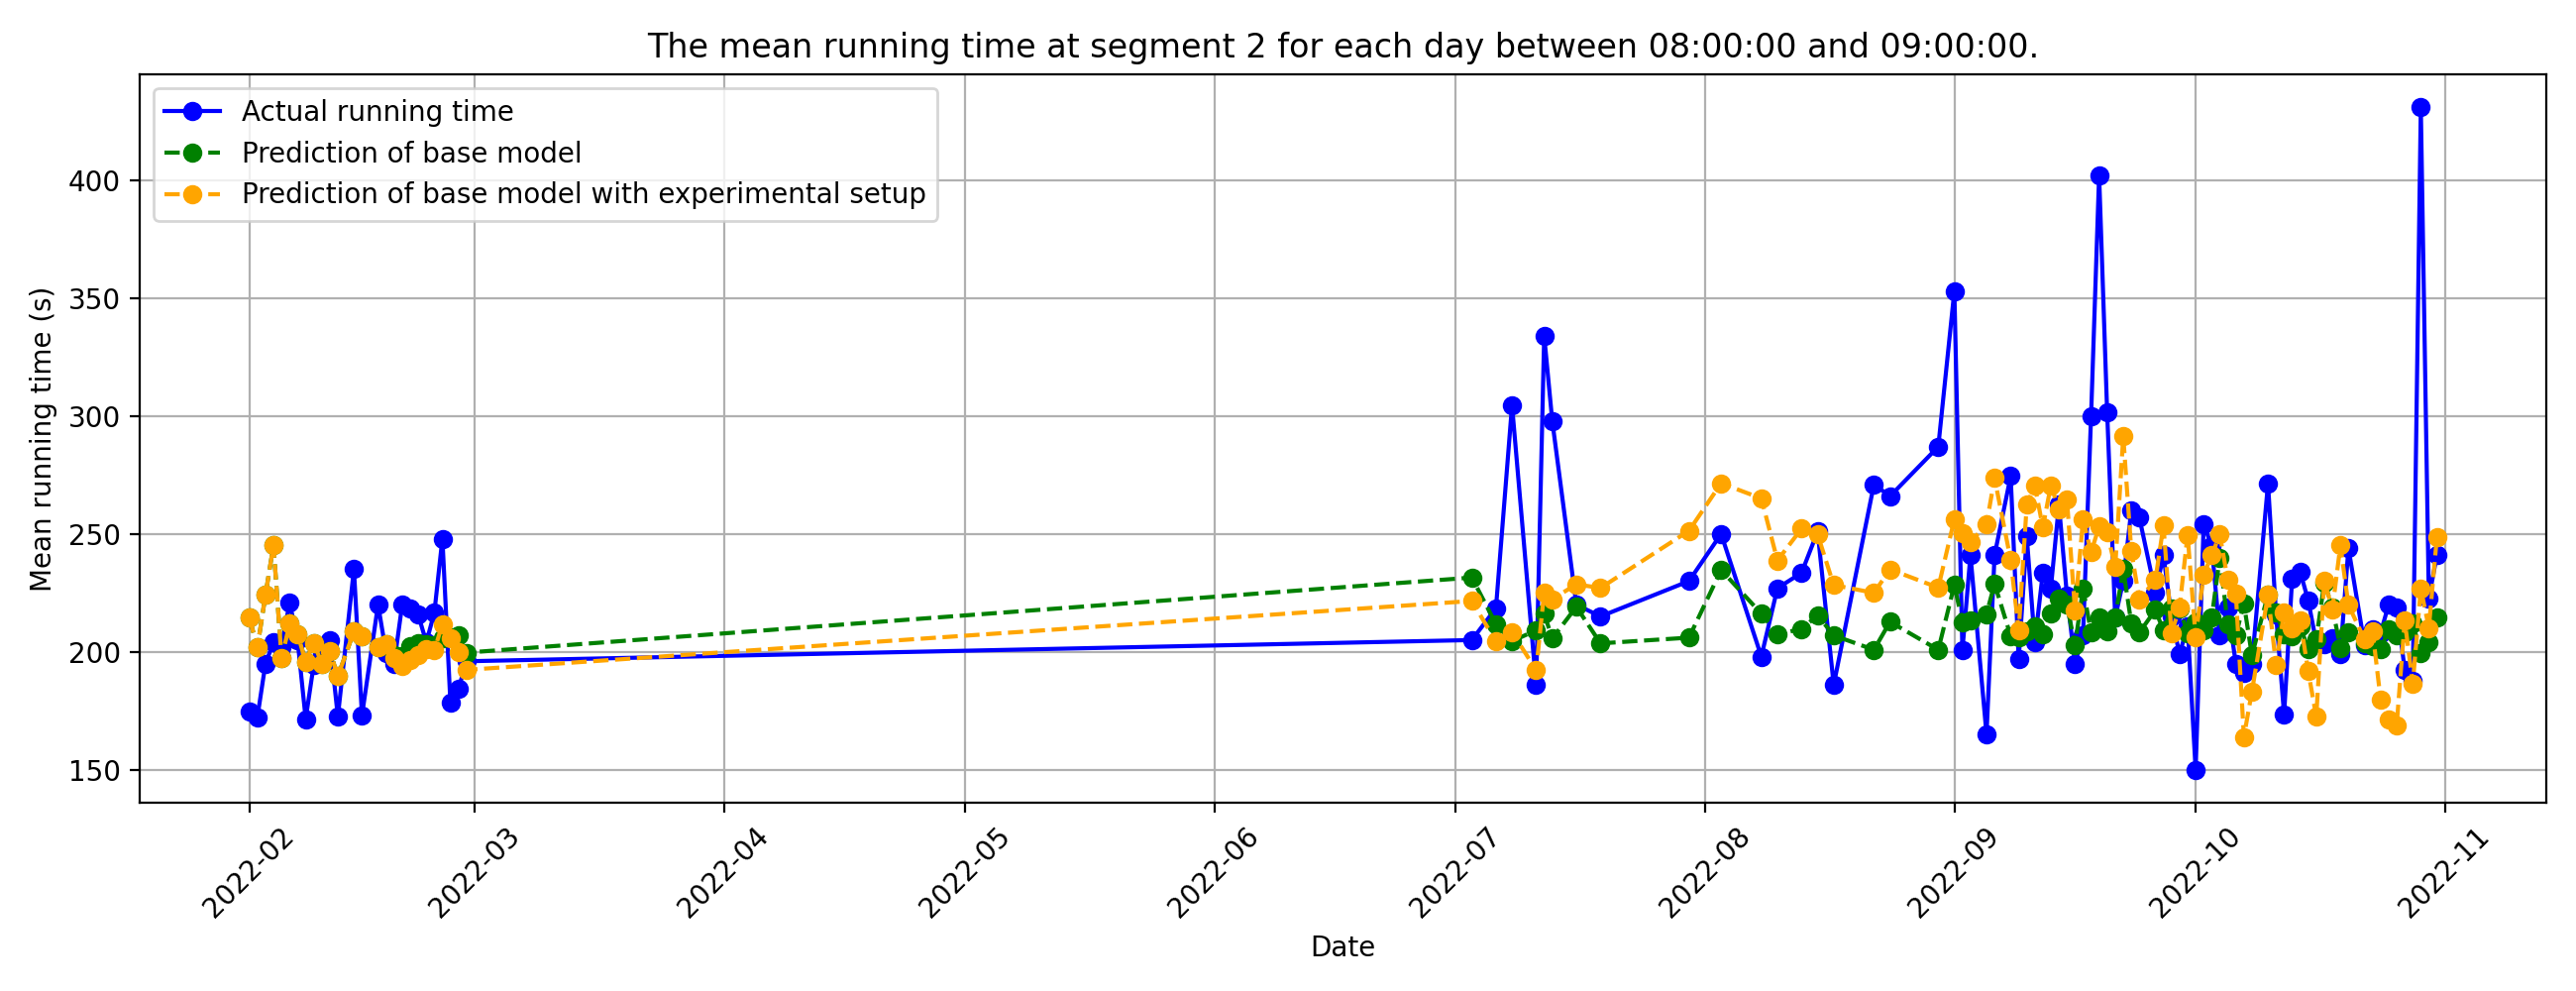 The mean running time at segment 2 for each day between 08:00:00 and 09:00:00.
Actual running time
Prediction of base model
Prediction of base model with experimental setup
Mean running time (s)
400
350
300
250
200
150
2022-02
2022-03
2022-04
2022-05
2022-06
2022-07
2022-08
2022-09
2022-10
2022-11
Date